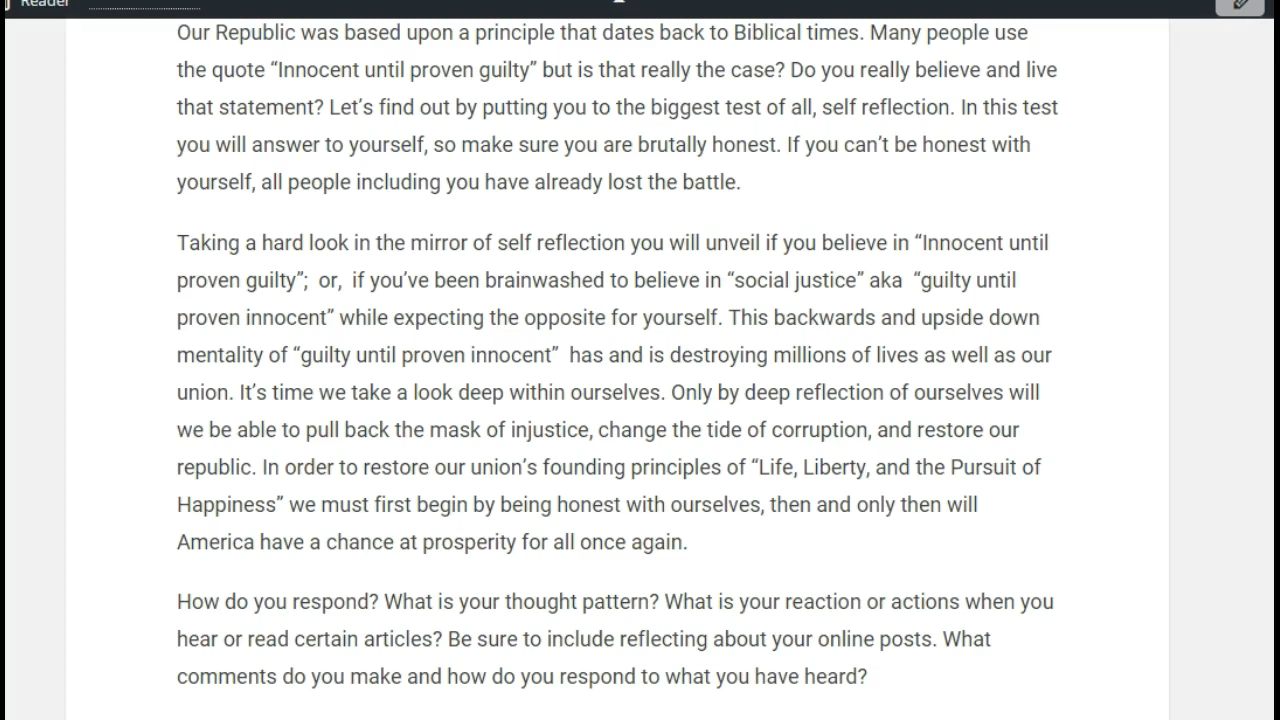 Reader
Our Republic was based upon a principle that dates back to Biblical times. Many people use
the quote “Innocent until proven guilty” but is that really the case? Do you really believe and live
that statement? Let’s find out by putting you to the biggest test of all, self reflection. In this test
you will answer to yourself, so make sure you are brutally honest. If you can’t be honest with
yourself, all people including you have already lost the battle.
Taking a hard look in the mirror of self reflection you will unveil if you believe in “Innocent until
proven guilty”;  or,  if you’ve been brainwashed to believe in “social justice” aka  “guilty until
proven innocent” while expecting the opposite for yourself. This backwards and upside down
mentality of “guilty until proven innocent”  has and is destroying millions of lives as well as our
union. It’s time we take a look deep within ourselves. Only by deep reflection of ourselves will
we be able to pull back the mask of injustice, change the tide of corruption, and restore our
republic. In order to restore our union’s founding principles of “Life, Liberty, and the Pursuit of
Happiness” we must first begin by being honest with ourselves, then and only then will
America have a chance at prosperity for all once again.
How do you respond? What is your thought pattern? What is your reaction or actions when you
hear or read certain articles? Be sure to include reflecting about your online posts. What
comments do you make and how do you respond to what you have heard?